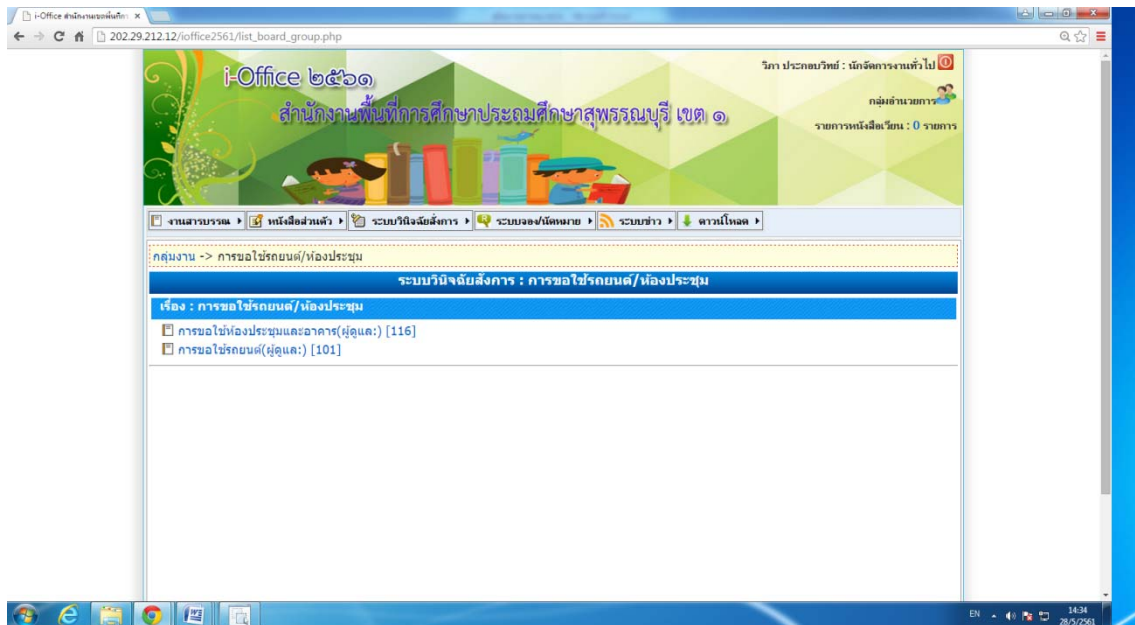 i-Office สำนักงานเขตพื้นที่การ
202.29.212.12/ioffice2561/list_board_group.php
i-Office ๒๕๖๑
สำนักงานพื้นที่การศึกษาประถมศึกษาสุพรรณบุรี เขต ๑
วิภา ประกอบวิทย์ : นักจัดการงานทั่วไป
กลุ่มอำนวยการ
รายการหนังสือเวียน : 0 รายการ
งานสารบรรณ หนังสือส่วนตัว ระบบวินิจฉัยสั่งการ ระบบจอง/นัดหมาย ระบบข่าว ดาวน์โหลด
กลุ่มงาน -> การขอใช้รถยนต์/ห้องประชุม
ระบบวินิจฉัยสั่งการ : การขอใช้รถยนต์/ห้องประชุม
เรื่อง : การขอใช้รถยนต์/ห้องประชุม
การขอใช้ห้องประชุมและอาคาร(ผู้ดูแล:) [116]
การขอใช้รถยนต์(ผู้ดูแล:) [101]
EN 14:34
28/5/2561